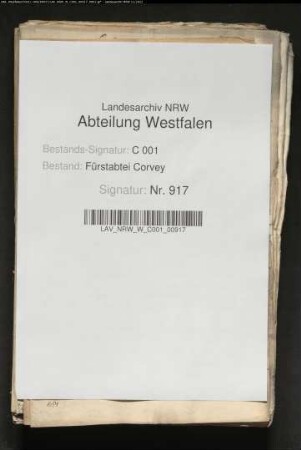 Landesarchiv NRW
Abteilung Westfalen
Bestands-Signatur: C 001
Bestand: Fürstabtei Corvey
Signatur: Nr. 917
LAV_NRW_W_C001_00917